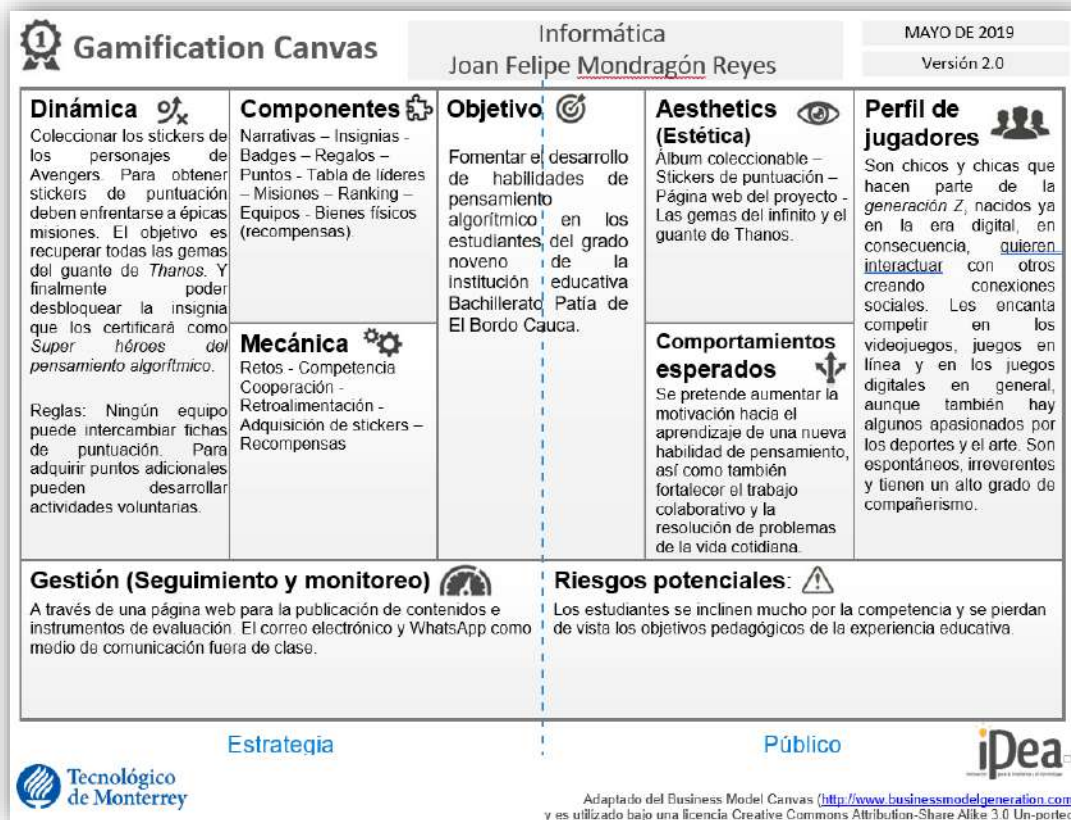 1
Gamification Canvas
Informática
Joan Felipe Mondragón Reyes
MAYO DE 2019
Versión 2.0
Dinámica
Coleccionar los stickers de
los personajes de
Avengers. Para obtener
stickers de puntuación
deben enfrentarse a épicas
misiones. El objetivo es
recuperar todas las gemas
del guante de Thanos. Y
finalmente poder
desbloquear la insignia
que los certificará como
Super héroes del
pensamiento algorítmico.
Reglas: Ningún equipo
puede intercambiar fichas
de puntuación. Para
adquirir puntos adicionales
pueden desarrollar
actividades voluntarias.
Componentes
Narrativas – Insignias -
Badges – Regalos –
Puntos - Tabla de líderes
– Misiones – Ranking –
Equipos - Bienes físicos
(recompensas).
Mecánica
Retos - Competencia
Cooperación -
Retroalimentación -
Adquisición de stickers –
Recompensas
Objetivo
Fomentar el desarrollo
de habilidades de
pensamiento
algorítmico en los
estudiantes del grado
noveno de la
institución educativa
Bachillerato Patía de
El Bordo Cauca.
Aesthetics
(Estética)
Álbum coleccionable –
Stickers de puntuación –
Página web del proyecto -
Las gemas del infinito y el
guante de Thanos.
Comportamientos
esperados
Se pretende aumentar la
motivación hacia el
aprendizaje de una nueva
habilidad de pensamiento,
así como también
fortalecer el trabajo
colaborativo y la
resolución de problemas
de la vida cotidiana.
Perfil de
jugadores
Son chicos y chicas que
hacen parte de la
generación Z, nacidos ya
en la era digital, en
consecuencia, quieren
interactuar con otros
creando conexiones
sociales. Les encanta
competir en los
videojuegos, juegos en
línea y en los juegos
digitales en general,
aunque también hay
algunos apasionados por
los deportes y el arte. Son
espontáneos, irreverentes
y tienen un alto grado de
compañerismo.
Gestión (Seguimiento y monitoreo)
A través de una página web para la publicación de contenidos e
instrumentos de evaluación. El correo electrónico y WhatsApp como
medio de comunicación fuera de clase.
Riesgos potenciales:
Los estudiantes se inclinen mucho por la competencia y se pierdan
de vista los objetivos pedagógicos de la experiencia educativa.
Estrategia
Público
Tecnológico
de Monterrey
iDea
Adaptado del Business Model Canvas (http://www.businessmodelgeneration.com
y es utilizado bajo una licencia Creative Commons Attribution-Share Alike 3.0 Un-ported